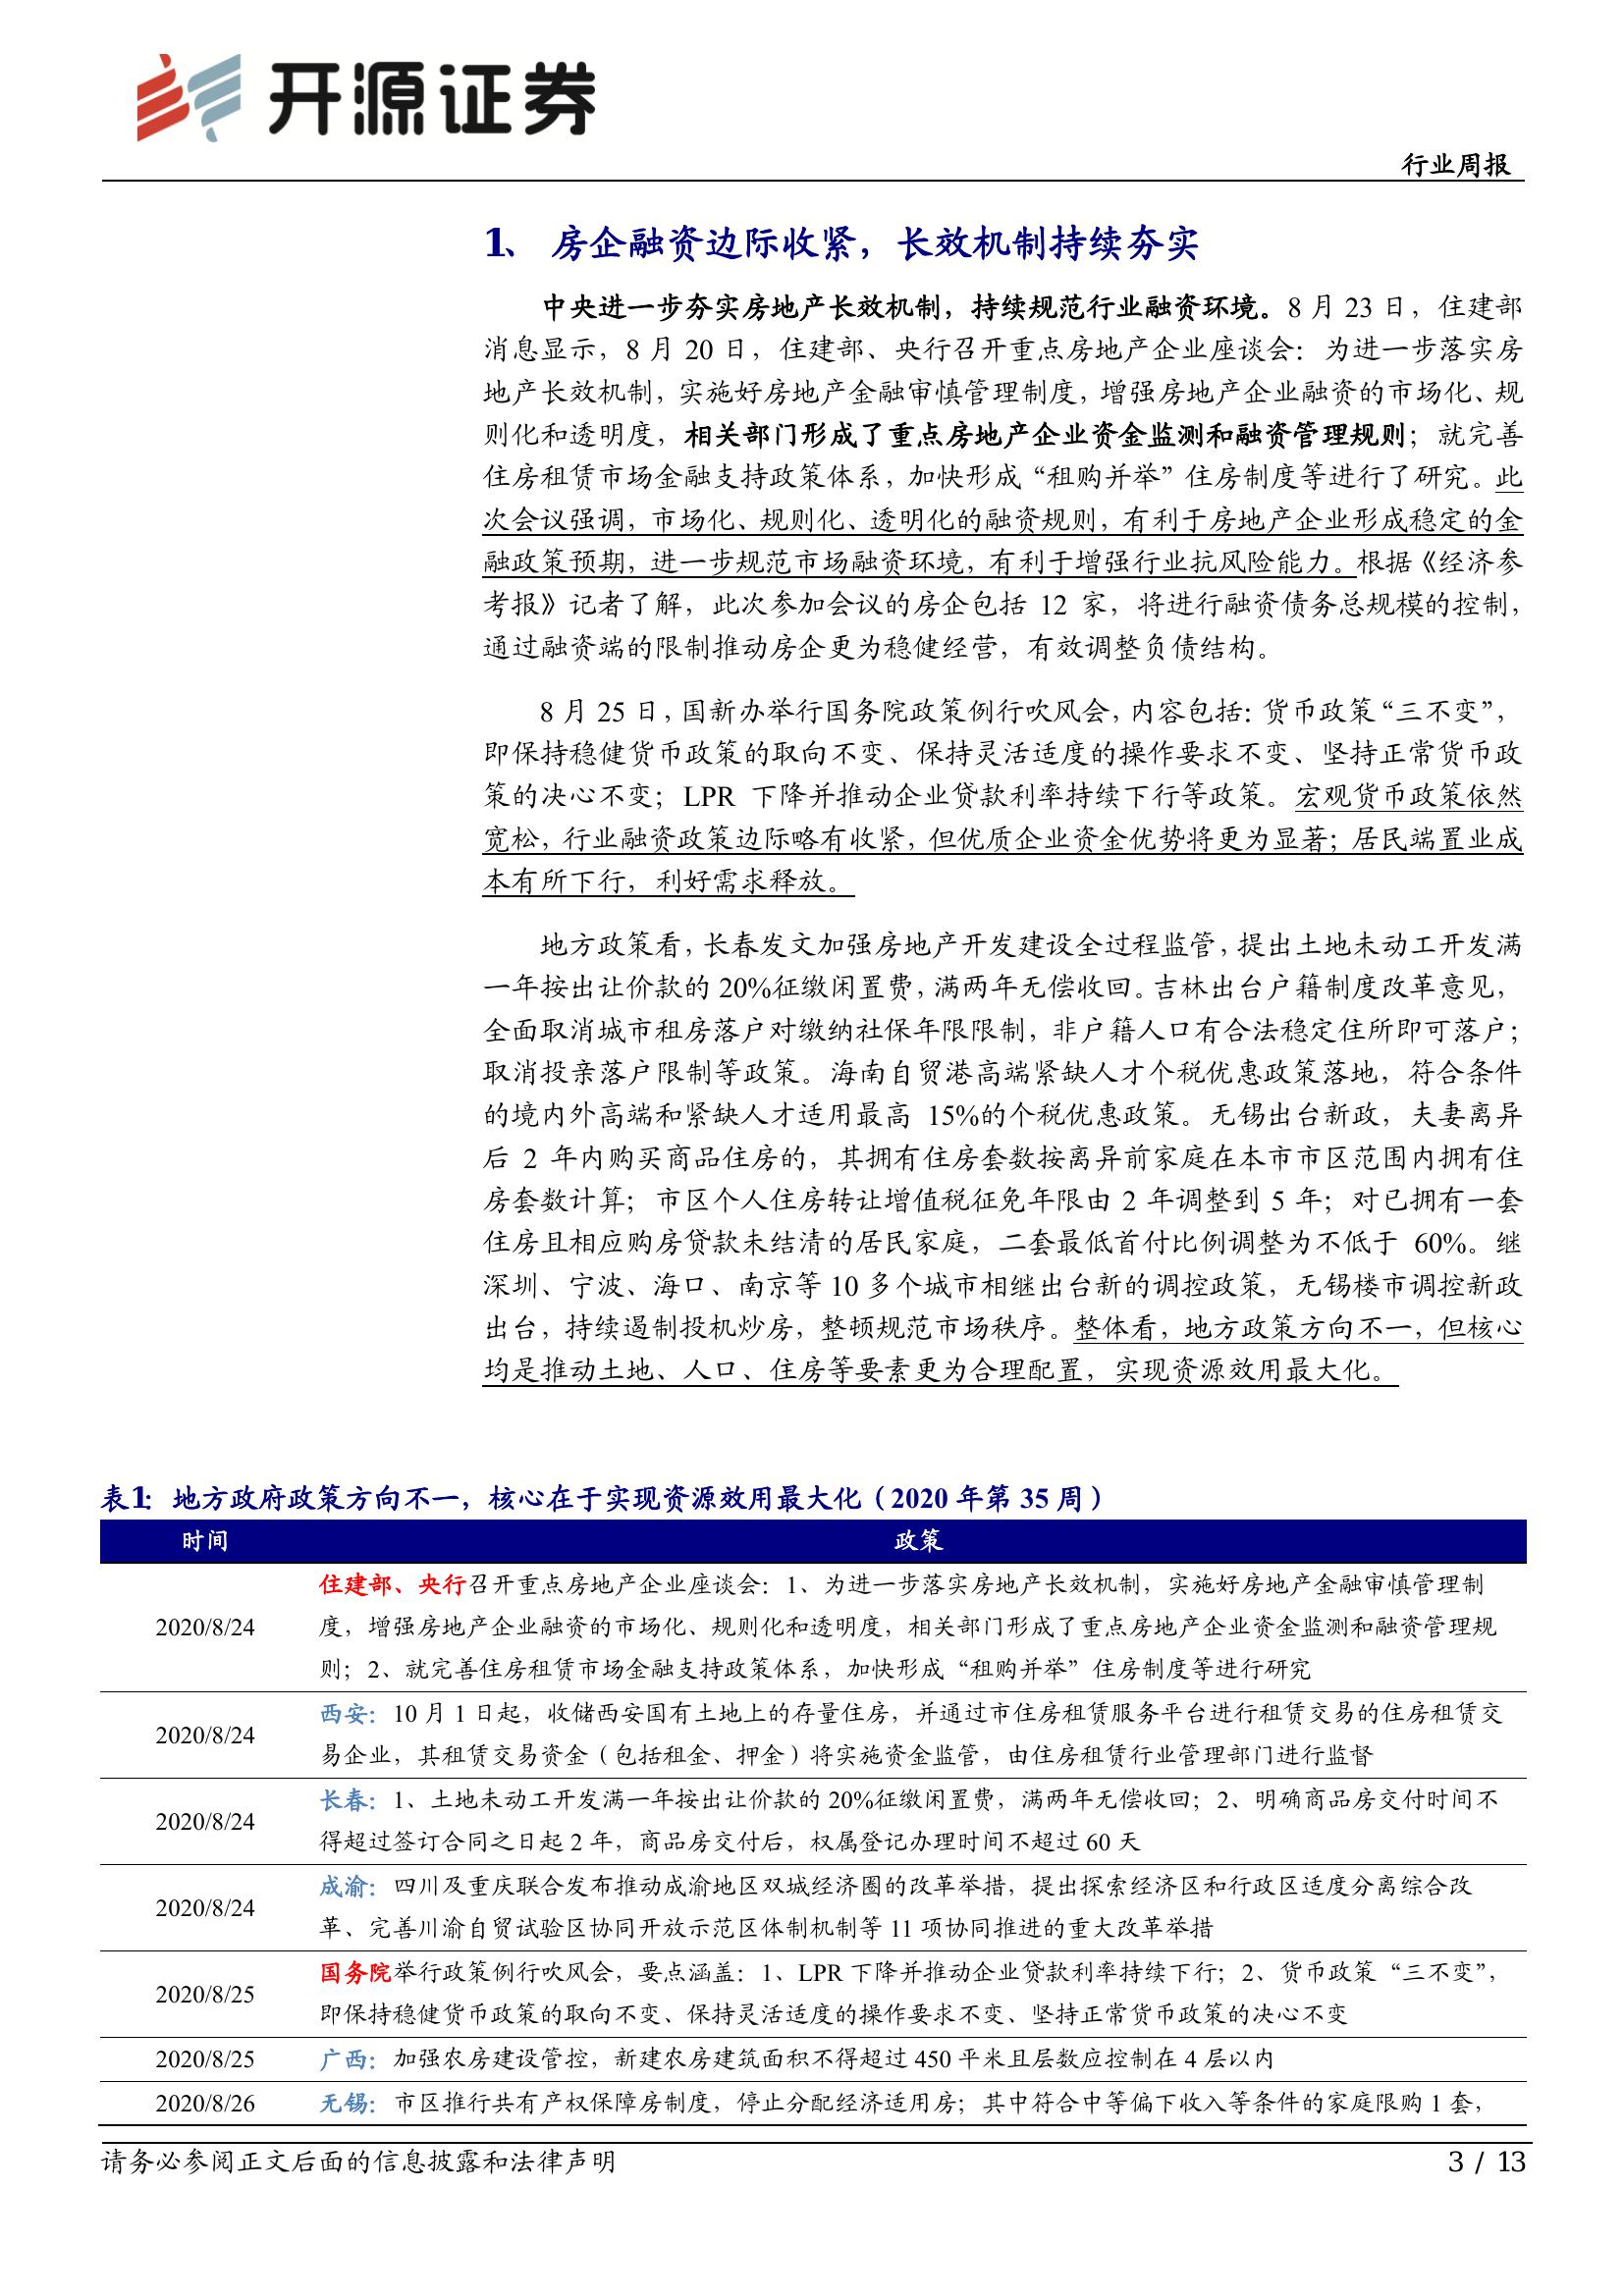 开源证券
行业周报
1、 房企融资边际收紧，长效机制持续夯实
中央进一步夯实房地产长效机制，持续规范行业融资环境。8 月 23 日，住建部
消息显示，8 月 20 日，住建部、央行召开重点房地产企业座谈会：为进一步落实房
地产长效机制，实施好房地产金融审慎管理制度，增强房地产企业融资的市场化、规
则化和透明度，相关部门形成了重点房地产企业资金监测和融资管理规则；就完善
住房租赁市场金融支持政策体系，加快形成“租购并举”住房制度等进行了研究。此
次会议强调，市场化、规则化、透明化的融资规则，有利于房地产企业形成稳定的金
融政策预期，进一步规范市场融资环境，有利于增强行业抗风险能力。根据《经济参
考报》记者了解，此次参加会议的房企包括 12 家，将进行融资债务总规模的控制，
通过融资端的限制推动房企更为稳健经营，有效调整负债结构。
8 月 25 日，国新办举行国务院政策例行吹风会，内容包括：货币政策“三不变”，
即保持稳健货币政策的取向不变、保持灵活适度的操作要求不变、坚持正常货币政
策的决心不变；LPR 下降并推动企业贷款利率持续下行等政策。宏观货币政策依然
宽松，行业融资政策边际略有收紧，但优质企业资金优势将更为显著；居民端置业成
本有所下行，利好需求释放。
地方政策看，长春发文加强房地产开发建设全过程监管，提出土地未动工开发满
一年按出让价款的 20%征缴闲置费，满两年无偿收回。吉林出台户籍制度改革意见，
全面取消城市租房落户对缴纳社保年限限制，非户籍人口有合法稳定住所即可落户；
取消投亲落户限制等政策。海南自贸港高端紧缺人才个税优惠政策落地，符合条件
的境内外高端和紧缺人才适用最高 15%的个税优惠政策。无锡出台新政，夫妻离异
后 2 年内购买商品住房的，其拥有住房套数按离异前家庭在本市市区范围内拥有住
房套数计算；市区个人住房转让增值税征免年限由 2 年调整到 5 年；对已拥有一套
住房且相应购房贷款未结清的居民家庭，二套最低首付比例调整为不低于 60%。继
深圳、宁波、海口、南京等 10 多个城市相继出台新的调控政策，无锡楼市调控新政
出台，持续遏制投机炒房，整顿规范市场秩序。整体看，地方政策方向不一，但核心
均是推动土地、人口、住房等要素更为合理配置，实现资源效用最大化。
表1：地方政府政策方向不一，核心在于实现资源效用最大化（2020 年第 35 周）
时间 政策
住建部、央行召开重点房地产企业座谈会：1、为进一步落实房地产长效机制，实施好房地产金融审慎管理制
2020/8/24 度，增强房地产企业融资的市场化、规则化和透明度，相关部门形成了重点房地产企业资金监测和融资管理规
则；2、就完善住房租赁市场金融支持政策体系，加快形成“租购并举”住房制度等进行研究
2020/8/24 西安：10 月 1 日起，收储西安国有土地上的存量住房，并通过市住房租赁服务平台进行租赁交易的住房租赁交
易企业，其租赁交易资金（包括租金、押金）将实施资金监管，由住房租赁行业管理部门进行监督
2020/8/24 长春：1、土地未动工开发满一年按出让价款的 20%征缴闲置费，满两年无偿收回；2、明确商品房交付时间不
得超过签订合同之日起 2 年，商品房交付后，权属登记办理时间不超过 60 天
2020/8/24 成渝：四川及重庆联合发布推动成渝地区双城经济圈的改革举措，提出探索经济区和行政区适度分离综合改
革、完善川渝自贸试验区协同开放示范区体制机制等 11 项协同推进的重大改革举措
2020/8/25 国务院举行政策例行吹风会，要点涵盖：1、LPR 下降并推动企业贷款利率持续下行；2、货币政策“三不变”，
即保持稳健货币政策的取向不变、保持灵活适度的操作要求不变、坚持正常货币政策的决心不变
2020/8/25 广西：加强农房建设管控，新建农房建筑面积不得超过 450 平米且层数应控制在 4 层以内
2020/8/26 无锡：市区推行共有产权保障房制度，停止分配经济适用房；其中符合中等偏下收入等条件的家庭限购 1 套，
请务必参阅正文后面的信息披露和法律声明
3 / 13